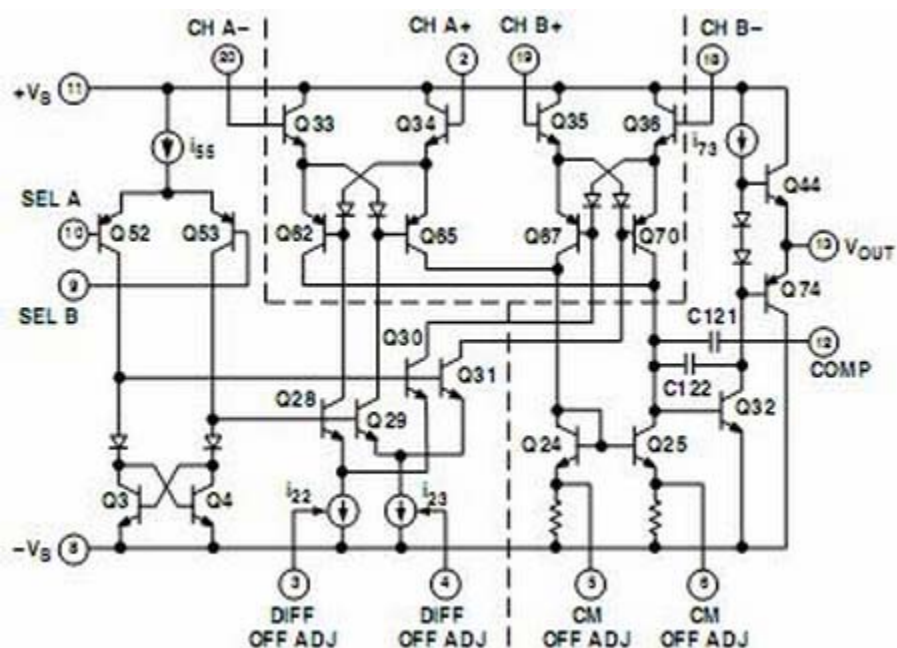 CH A–
CH A+
CH B+
CH B–
20
2
19
18
+VB
11
Q33
Q34
Q35
Q36
i55
i73
Q44
SEL A
10
Q52
Q53
Q62
Q65
Q67
Q70
13
VOUT
9
SEL B
Q74
C121
12
COMP
C122
Q30
Q31
Q28
Q29
Q32
Q24
Q25
Q3
Q4
i22
i23
–VB
8
3
4
5
6
DIFF
OFF ADJ
DIFF
OFF ADJ
CM
OFF ADJ
CM
OFF ADJ